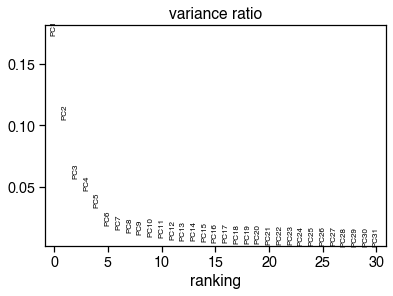 variance ratio
0.15
0.10
0.05
PC1
PC2
PC3
PC4
PC5
PC6
PC7
PC8
PC9
PC10
PC11
PC12
PC13
PC14
PC15
PC16
PC17
PC18
PC19
PC20
PC21
PC22
PC23
PC24
PC25
PC26
PC27
PC28
PC29
PC30
PC31
0 5 10 15 20 25 30
ranking